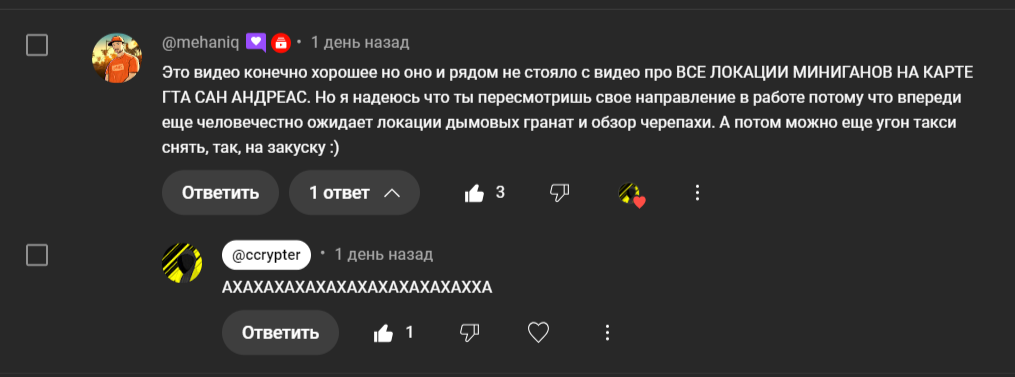 @mehaniq • 1 день назад
Это видео конечно хорошее но оно и рядом не стояло с видео про ВСЕ ЛОКАЦИИ МИНИГАНОВ НА КАРТЕ
ГТА САН АНДРЕАС. Но я надеюсь что ты пересмотришь свое направление в работе потому что впереди
еще человечестно ожидает локации дымовых гранат и обзор черепахи. А потом можно еще угон такси
снять, так, на закуску :)
Ответить 1 ответ 3
@ccrypter • 1 день назад
АХАХАХАХАХАХАХАХАХАХАХАХХА
Ответить 1